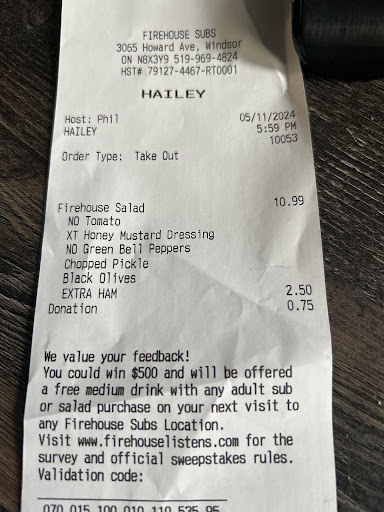 FIREHOUSE SUBS
3065 Howard Ave, Windsor
ON N8X3Y9 519-969-4824
HST# 79127-4467-RT0001
HAILEY
Host: Phil 05/11/2024
HAILEY 5:59 PM
10053
Order Type: Take Out
Firehouse Salad 10.99
NO Tomato
XT Honey Mustard Dressing
NO Green Bell Peppers
Chopped Pickle
Black Olives
EXTRA HAM 2.50
Donation 0.75
We value your feedback!
You could win $500 and will be offered
a free medium drink with any adult sub
or salad purchase on your next visit to
any Firehouse Subs Location.
Visit www.firehouselistens.com for the
survey and official sweepstakes rules.
Validation code:
070 015 100 010 110 535 95